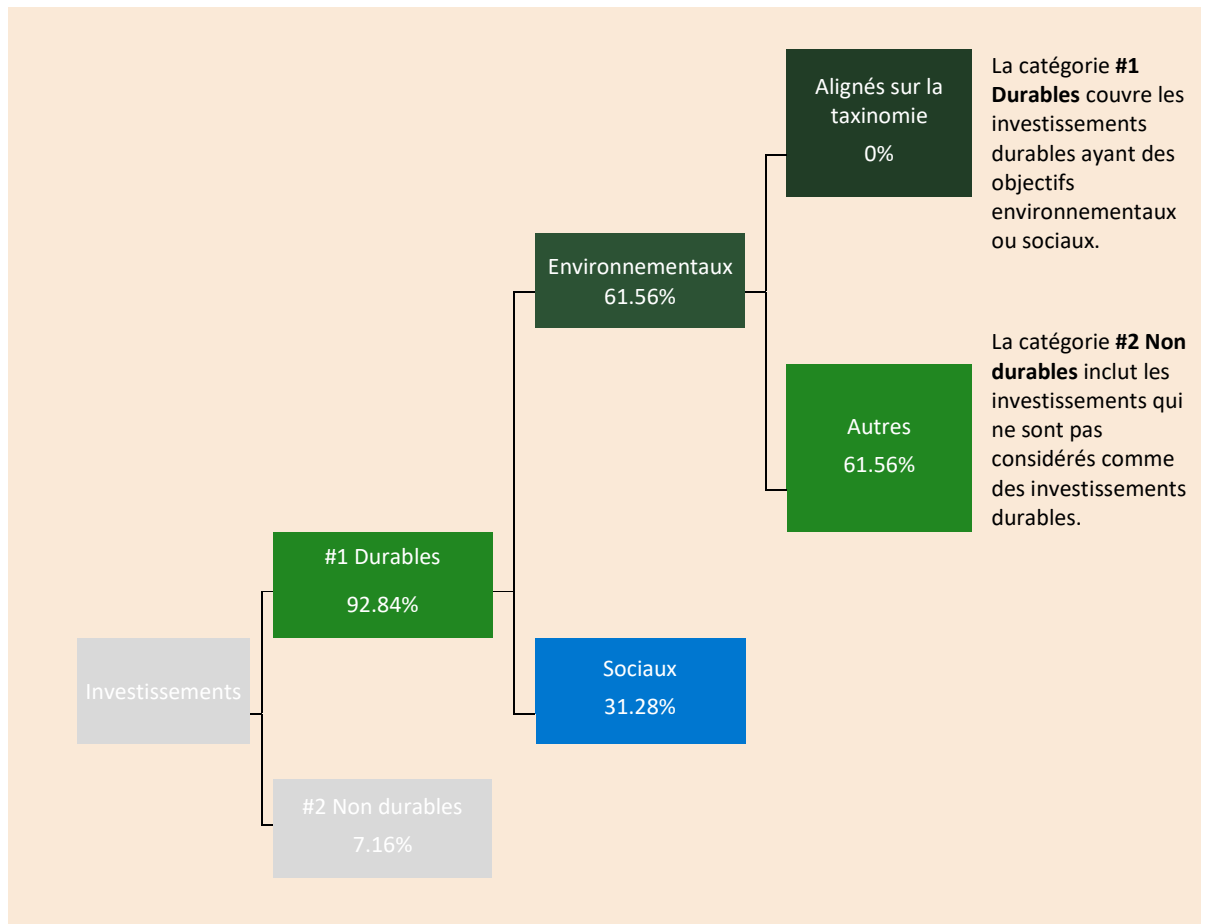 Alignés sur la
taxinomie
0%
La catégorie #1
Durables couvre les
investissements
durables ayant des
objectifs
environnementaux
ou sociaux.
Environnementaux
61.56%
La catégorie #2 Non
durables inclut les
investissements qui
ne sont pas
considérés comme
des investissements
durables.
Autres
61.56%
#1 Durables
92.84%
Sociaux
31.28%
Investissements
#2 Non durables
7.16%